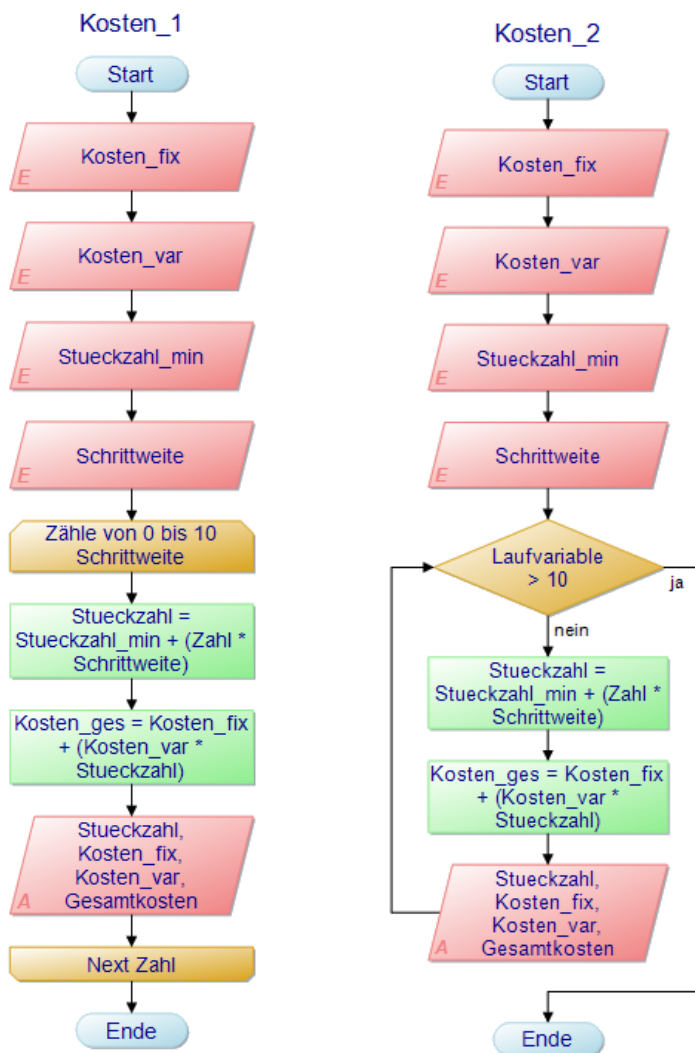 Kosten_1
Start
Kosten_fix
E
Kosten_var
E
Stueckzahl_min
E
Schrittweite
E
Zähle von 0 bis 10
Schrittweite
Stueckzahl =
Stueckzahl_min + (Zahl *
Schrittweite)
Kosten_ges = Kosten_fix
+ (Kosten_var *
Stueckzahl)
Stueckzahl,
Kosten_fix,
Kosten_var,
Gesamtkosten
A
Next Zahl
Ende
Kosten_2
Start
Kosten_fix
E
Kosten_var
E
Stueckzahl_min
E
Schrittweite
E
Laufvariable
> 10
ja
nein
Stueckzahl =
Stueckzahl_min + (Zahl *
Schrittweite)
Kosten_ges = Kosten_fix
+ (Kosten_var *
Stueckzahl)
Stueckzahl,
Kosten_fix,
Kosten_var,
Gesamtkosten
A
Ende